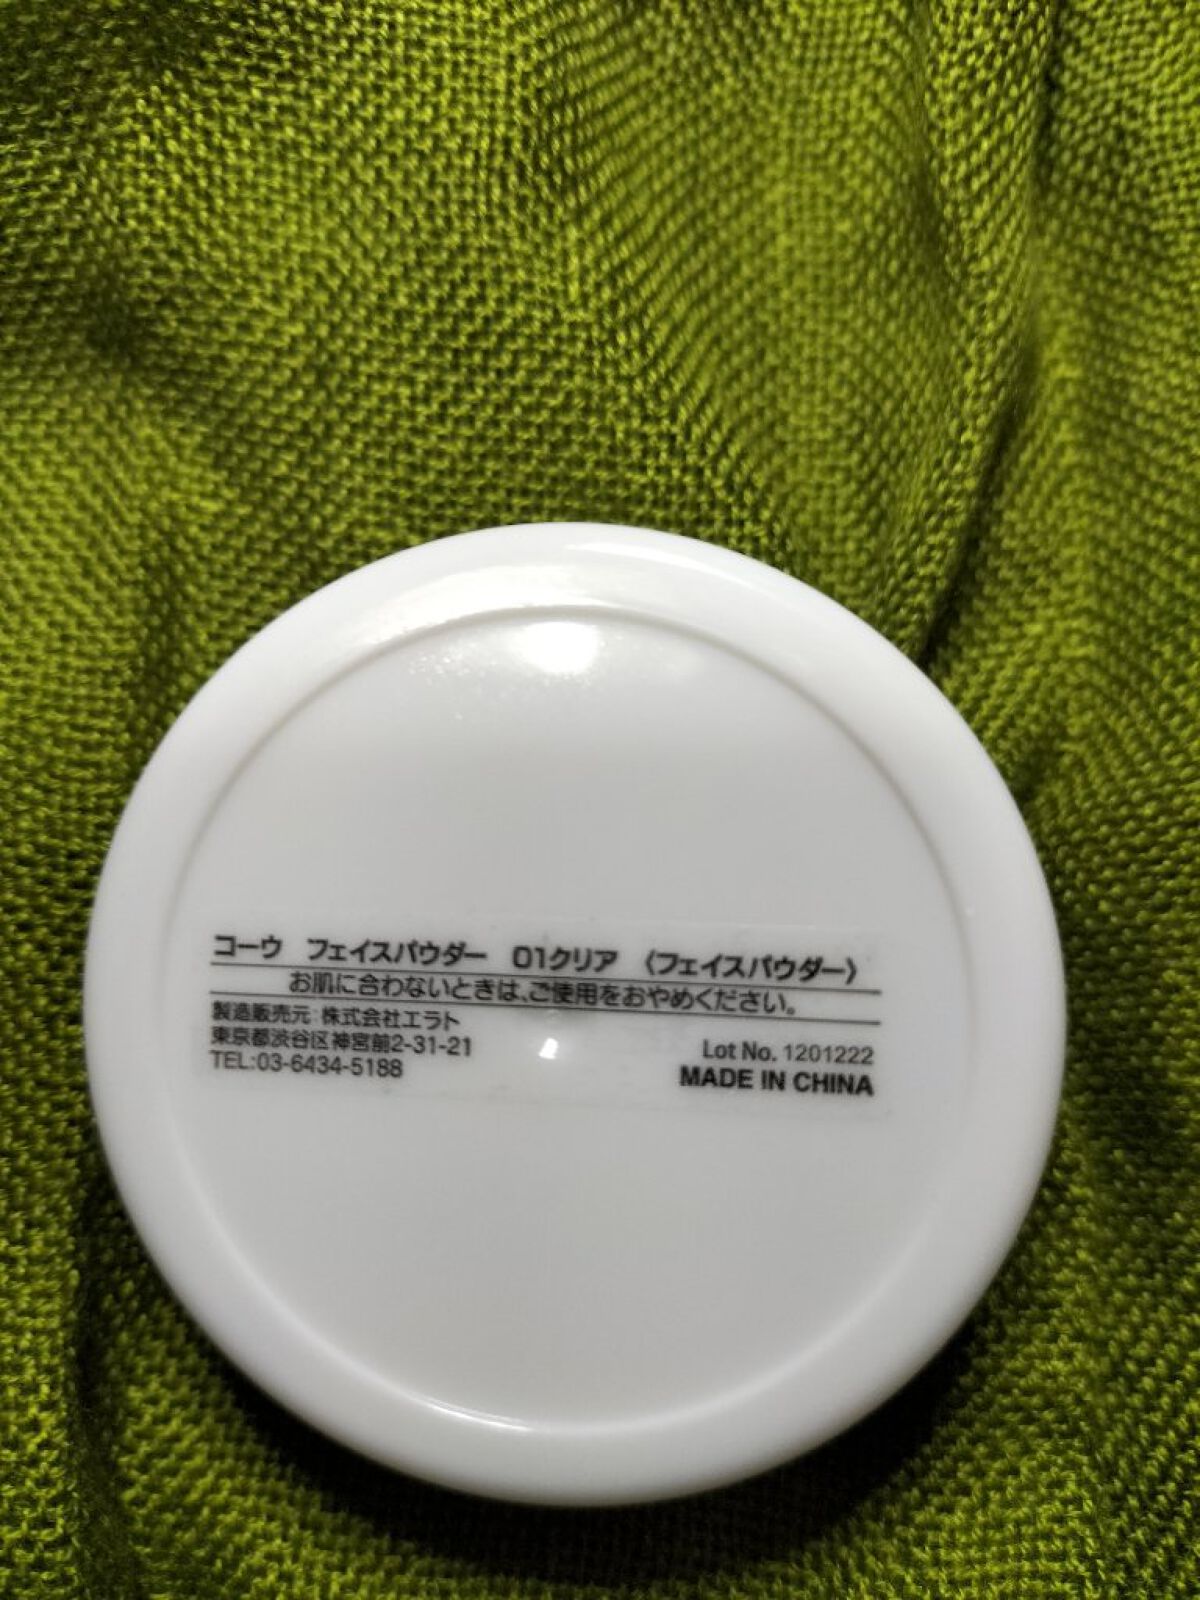 コーウ　フェイスパウダー　01クリア　〈フェイスパウダー〉
お肌に合わないときは、ご使用をおやめください。
製造販売元：株式会社エラト
東京都渋谷区神宮前2-31-21
TEL:03-6434-5188
Lot No. 1201222
MADE IN CHINA